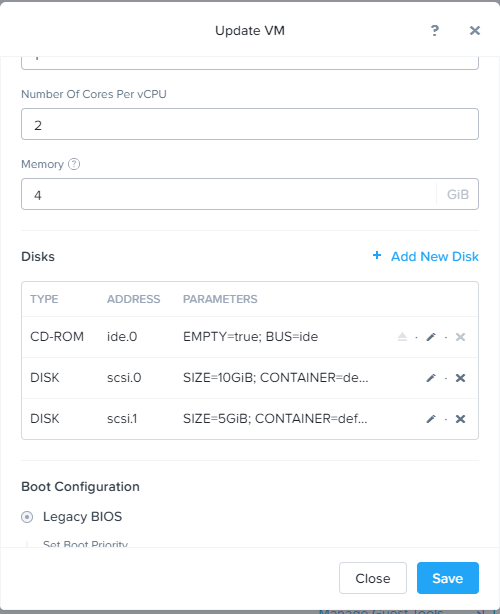 Update VM
?
Number Of Cores Per vCPU
2
Memory ?
4 GiB
Disks + Add New Disk
TYPE ADDRESS PARAMETERS
CD-ROM ide.0 EMPTY=true; BUS=ide
DISK scsi.0 SIZE=10GiB; CONTAINER=de...
DISK scsi.1 SIZE=5GiB; CONTAINER=def...
Boot Configuration
Legacy BIOS
Set Boot Priority
Close Save
Manage Guest Tools